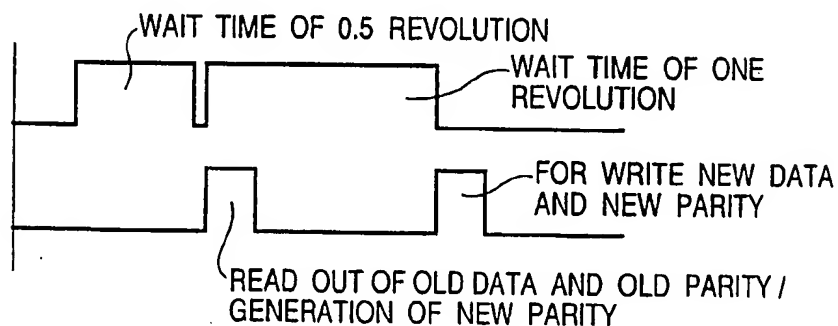 WAIT TIME OF 0.5 REVOLUTION
WAIT TIME OF ONE
REVOLUTION
FOR WRITE NEW DATA
AND NEW PARITY
READ OUT OF OLD DATA AND OLD PARITY /
GENERATION OF NEW PARITY